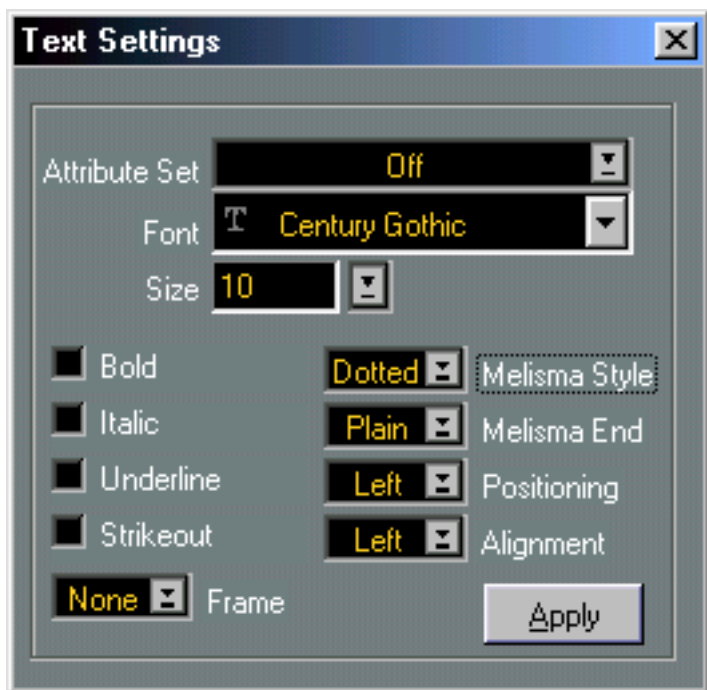 Text Settings
Attribute Set Off
Font T Century Gothic
Size 10
Bold Dotted Melisma Style
Italic Plain Melisma End
Underline Left Positioning
Strikeout Left Alignment
None Frame Apply